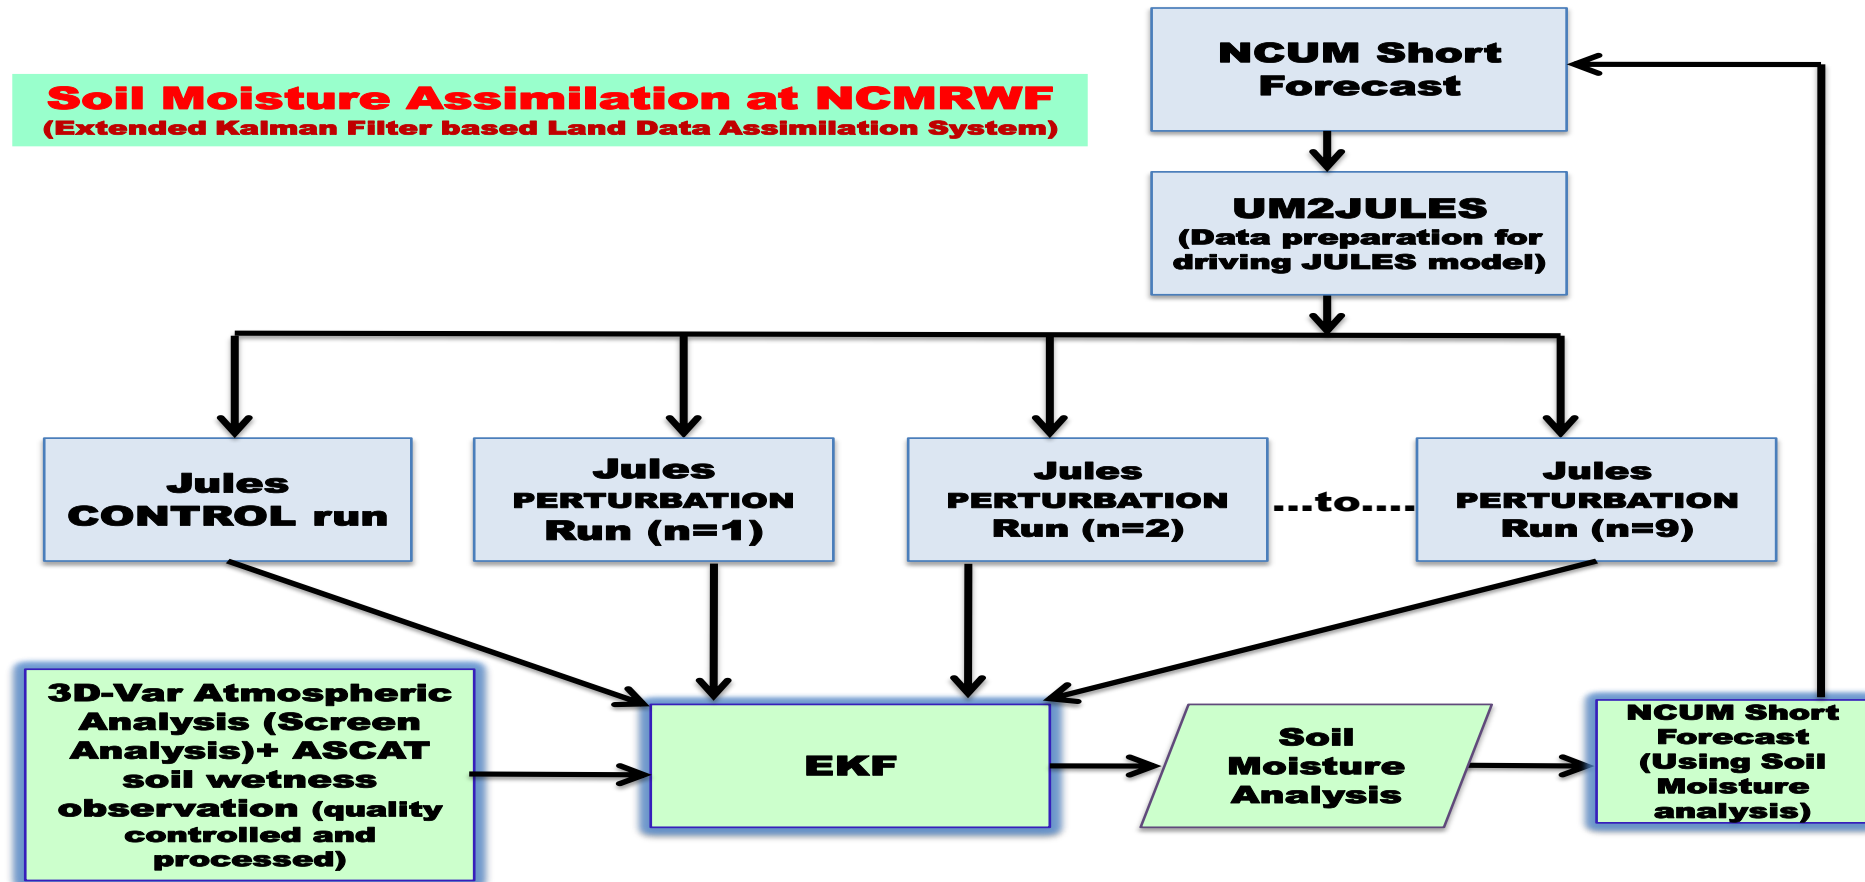 Soil Moisture Assimilation at NCMRWF
(Extended Kalman Filter based Land Data Assimilation System)
NCUM Short
Forecast
UM2JULES
(Data preparation for
driving JULES model)
Jules
CONTROL run
Jules
PERTURBATION
Run (n=1)
Jules
PERTURBATION
Run (n=2)
...to....
Jules
PERTURBATION
Run (n=9)
3D-Var Atmospheric
Analysis (Screen
Analysis)+ ASCAT
soil wetness
observation (quality
controlled and
processed)
EKF
Soil
Moisture
Analysis
NCUM Short
Forecast
(Using Soil
Moisture
analysis)